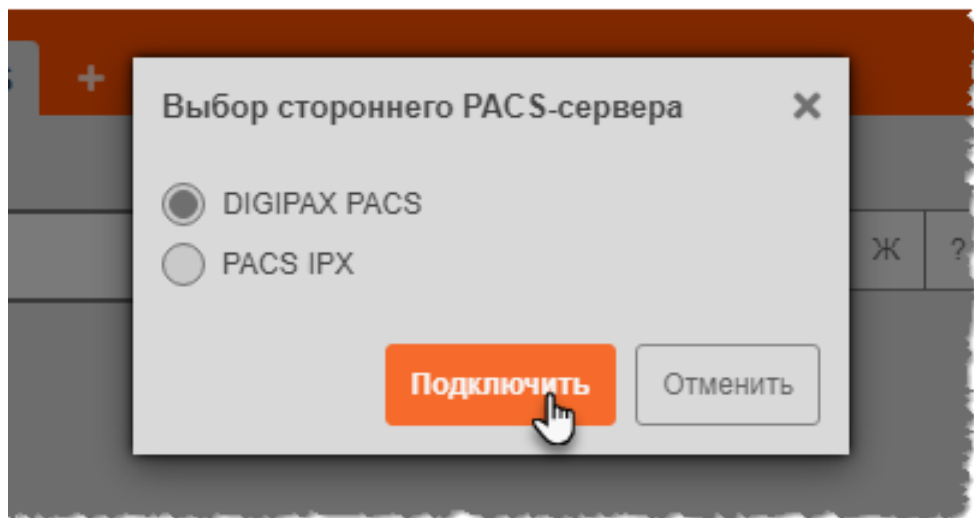 +
Выбор стороннего PACS-сервера ×
DIGIPAX PACS
PACS IPX
Ж ?
Подключить Отменить